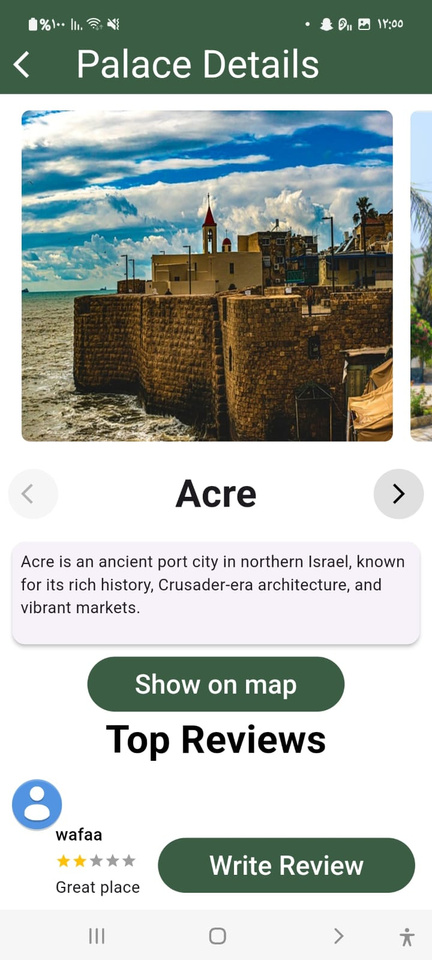 %١٠٠ ١٢:٥٥
Palace Details
Acre
Acre is an ancient port city in northern Israel, known
for its rich history, Crusader-era architecture, and
vibrant markets.
Show on map
Top Reviews
wafaa
Great place
Write Review